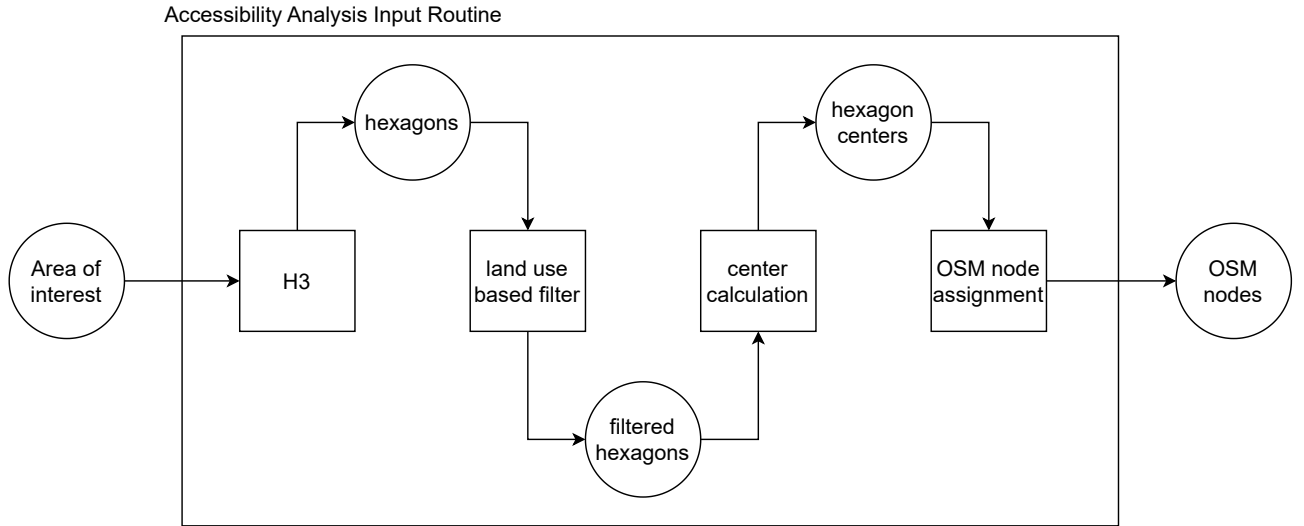 Accessibility Analysis Input Routine
hexagons
hexagon
centers
Area of
interest
H3
land use
based filter
center
calculation
OSM node
assignment
OSM
nodes
filtered
hexagons